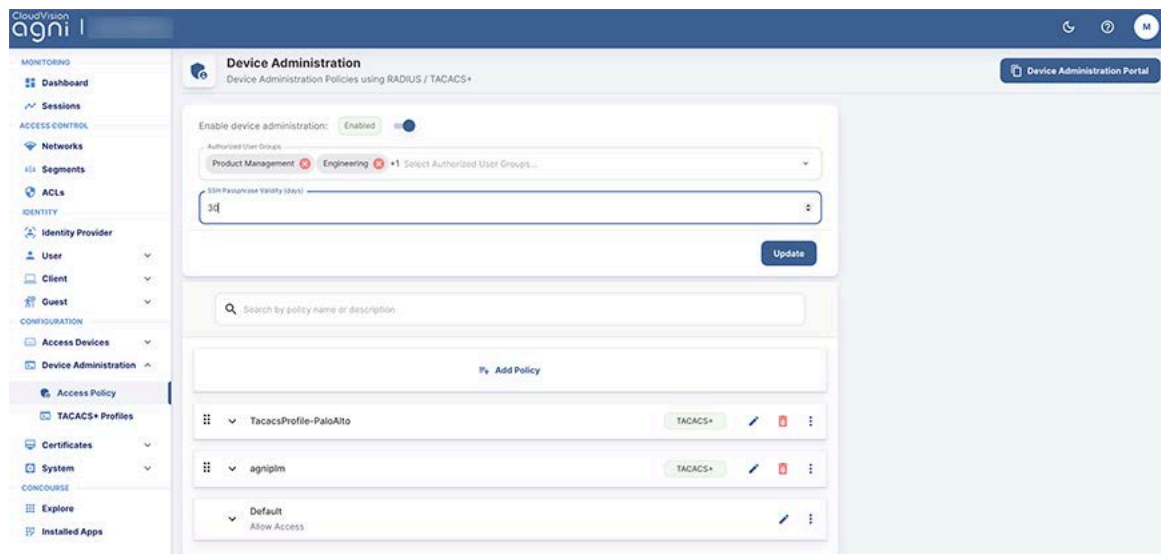 CloudVision
agni |
M
MONITORING
Dashboard
Sessions
ACCESS CONTROL
Networks
Segments
ACLs
IDENTITY
Identity Provider
User
Client
Guest
CONFIGURATION
Access Devices
Device Administration
Access Policy
TACACS+ Profiles
Certificates
System
CONCOURSE
Explore
Installed Apps
Device Administration
Device Administration Policies using RADIUS / TACACS+
Device Administration Portal
Enable device administration: Enabled
Authorized User Groups
Product Management Engineering +1 Select Authorized User Groups...
SSH Passphrase Validity (days)
30
Update
Search by policy name or description
Add Policy
TacacsProfile-PaloAlto TACACS+
agniplm TACACS+
Default
Allow Access